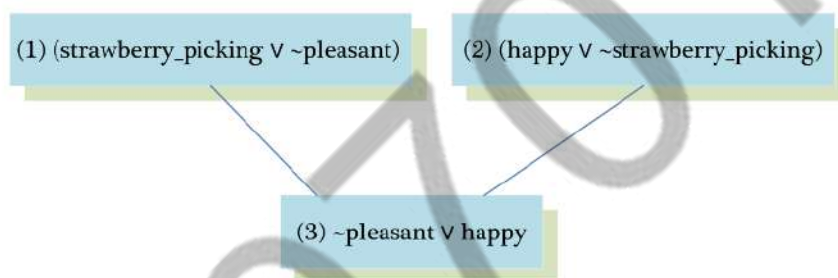 (1) (strawberry_picking ∨ ~pleasant)
(2) (happy ∨ ~strawberry_picking)
(3) ~pleasant ∨ happy